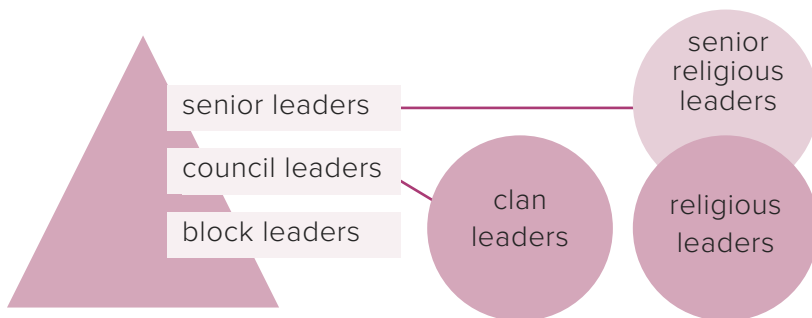 senior leaders
council leaders
block leaders
clan
leaders
senior
religious
leaders
religious
leaders